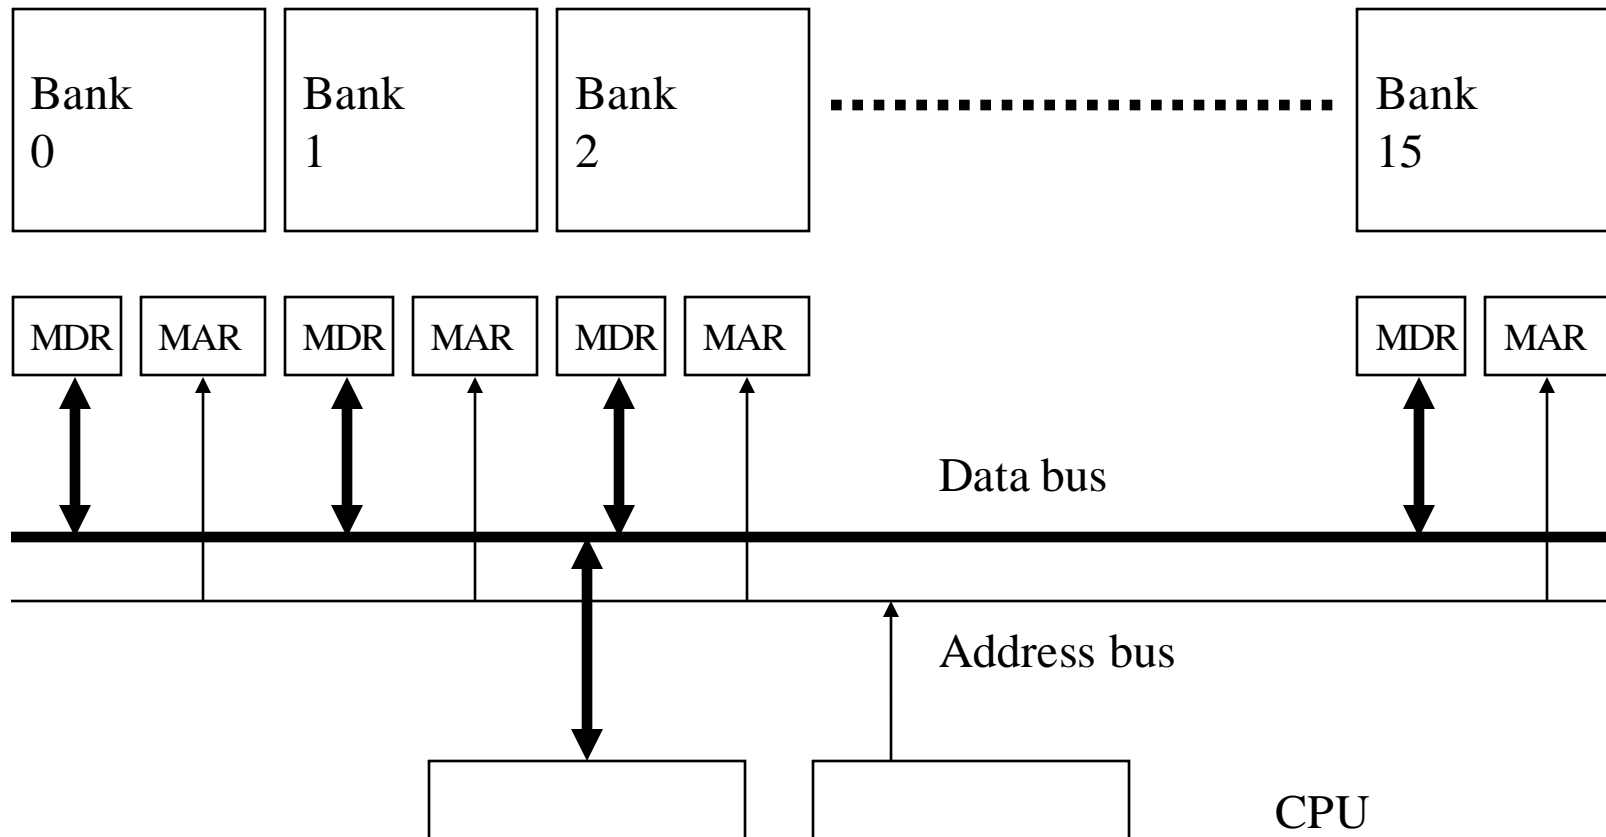 Bank
0
Bank
1
Bank
2
Bank
15
MDR MAR MDR MAR MDR MAR MDR MAR
Data bus
Address bus
CPU